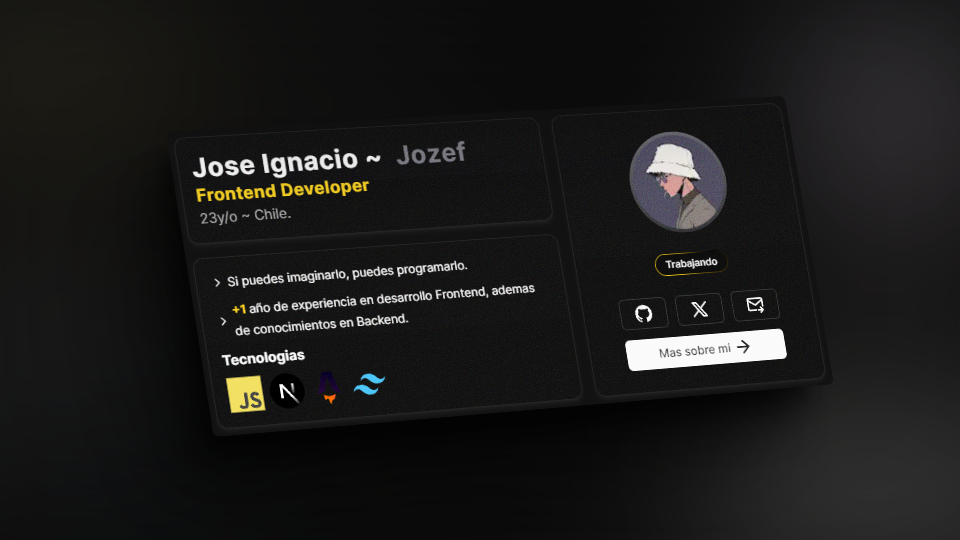 Jose Ignacio ~ Jozef
Frontend Developer
23y/o ~ Chile.
Si puedes imaginarlo, puedes programarlo.
+1 año de experiencia en desarrollo Frontend, ademas
de conocimientos en Backend.
Tecnologias
JS
N
Trabajando
X
Mas sobre mi